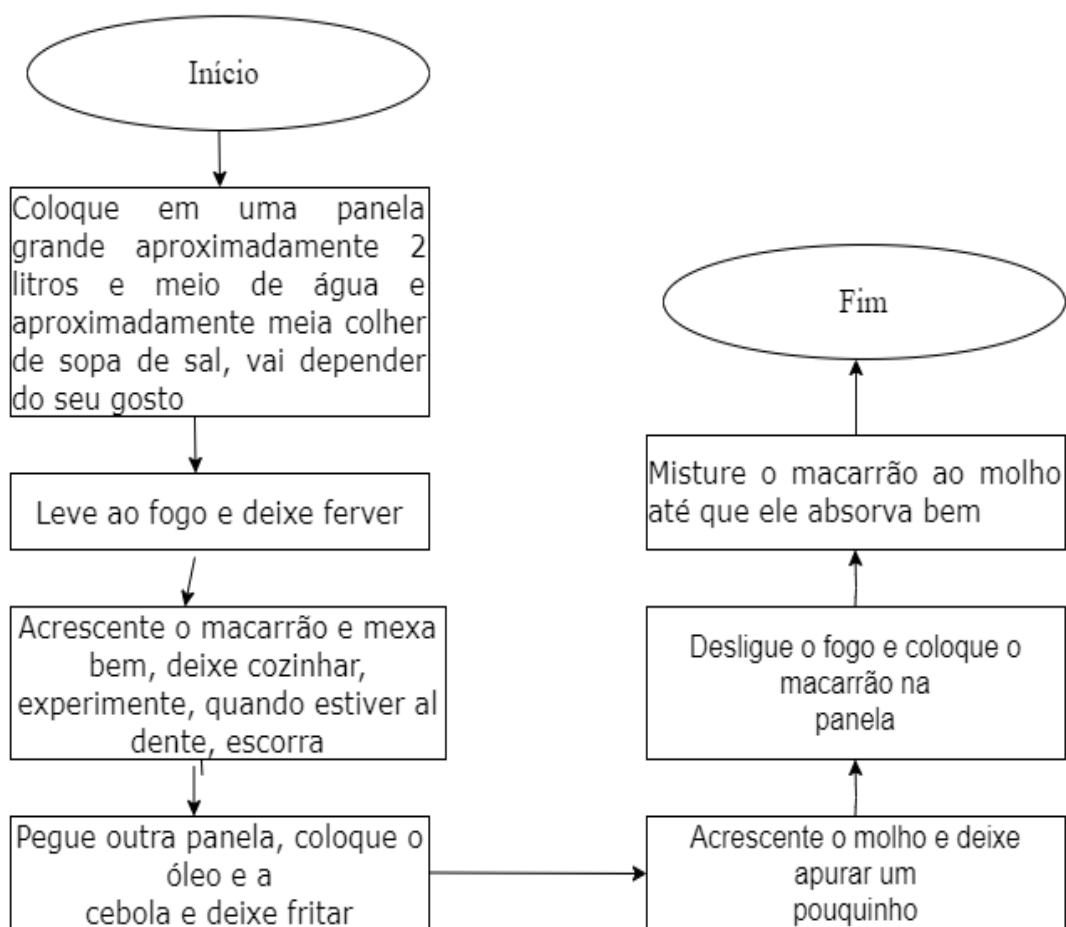 Início
Coloque em uma panela
grande aproximadamente 2
litros e meio de água e
aproximadamente meia colher
de sopa de sal, vai depender
do seu gosto
Leve ao fogo e deixe ferver
Acrescente o macarrão e mexa
bem, deixe cozinhar,
experimente, quando estiver al
dente, escorra
Pegue outra panela, coloque o
óleo e a
cebola e deixe fritar
Acrescente o molho e deixe
apurar um
pouquinho
Desligue o fogo e coloque o
macarrão na
panela
Misture o macarrão ao molho
até que ele absorva bem
Fim